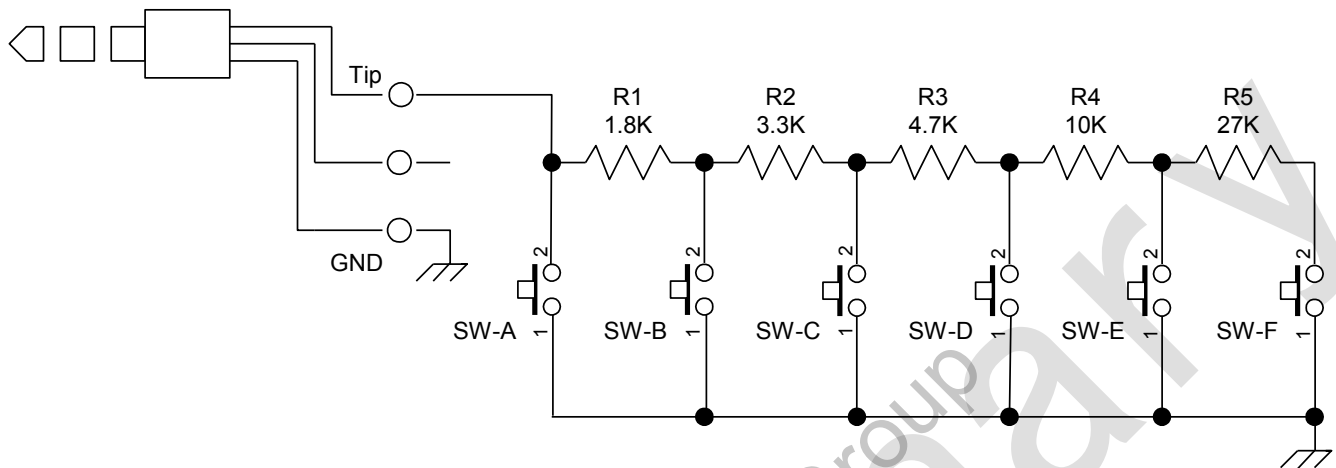 Tip
GND
R1
1.8K
R2
3.3K
R3
4.7K
R4
10K
R5
27K
2
1
SW-A
2
1
SW-B
2
1
SW-C
2
1
SW-D
2
1
SW-E
2
1
SW-F